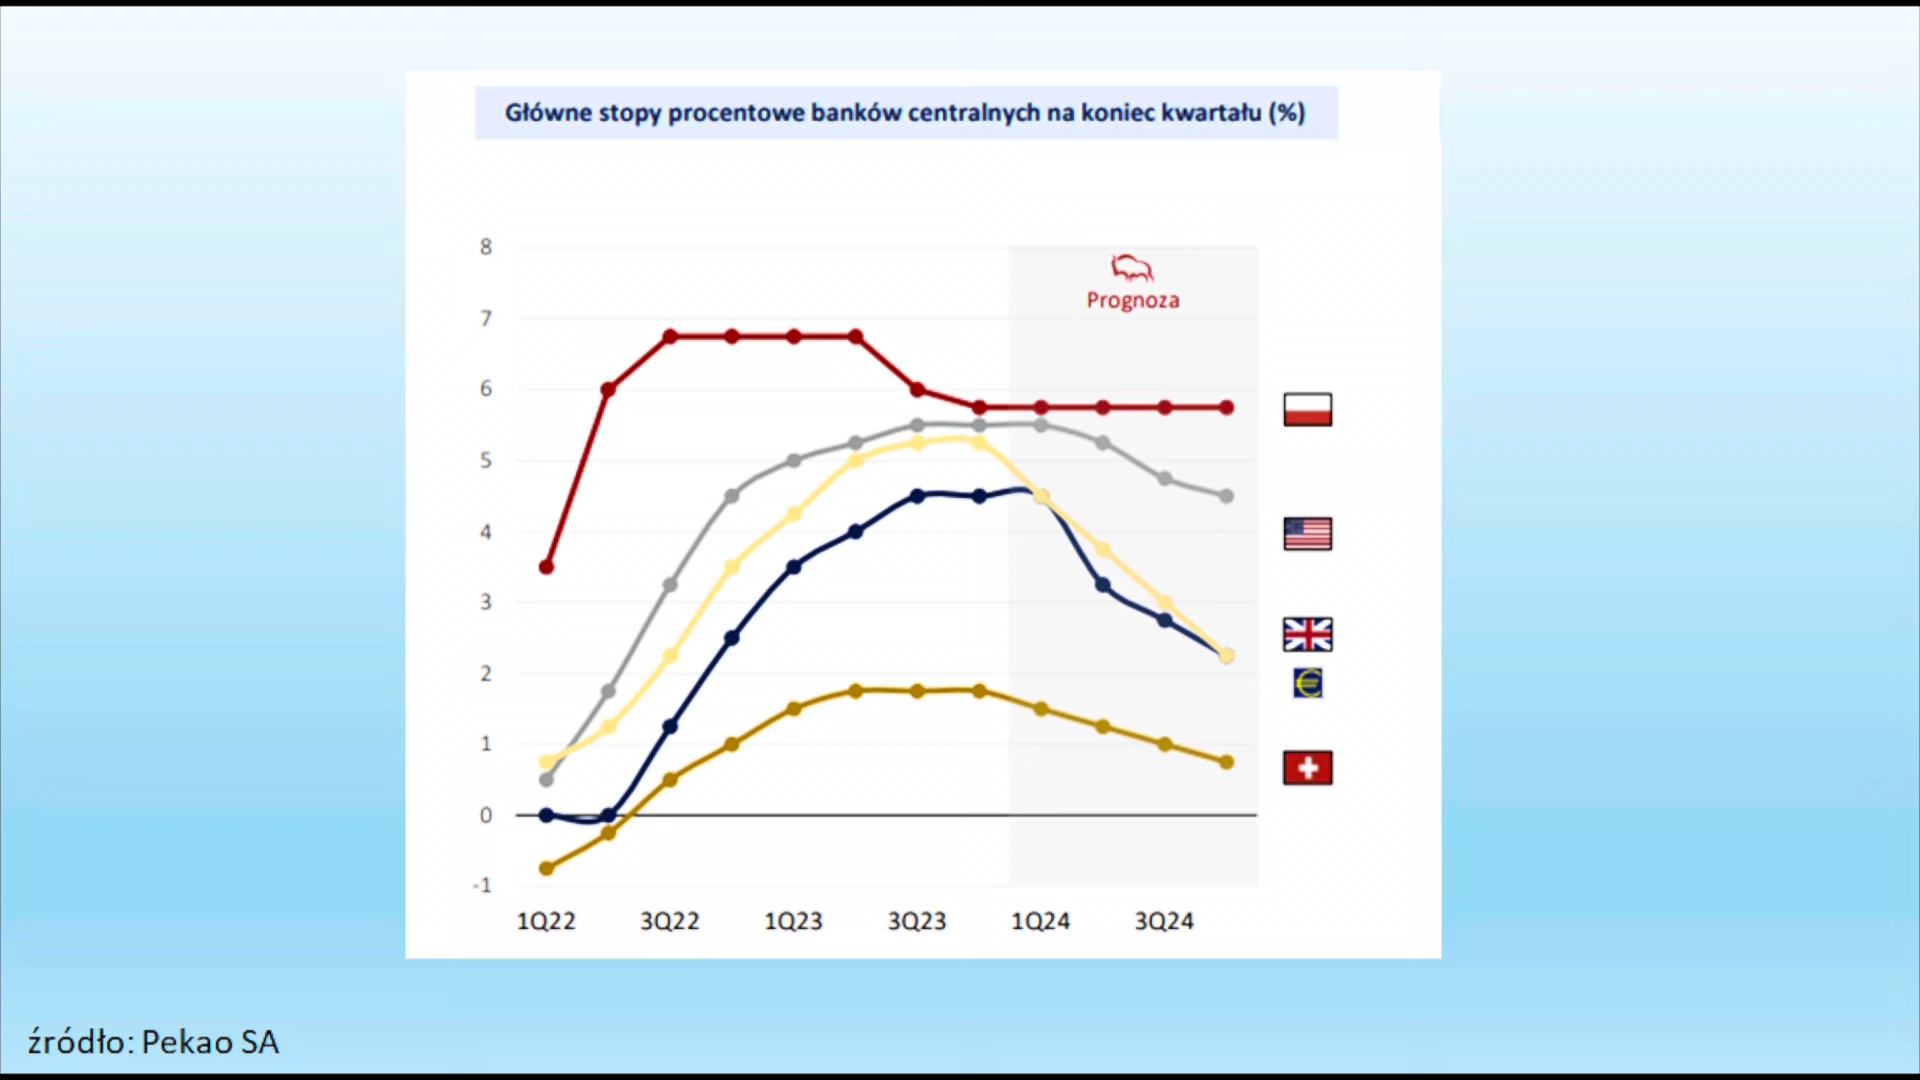 Główne stopy procentowe banków centralnych na koniec kwartału (%)
8
Prognoza
7
6
5
4
3
2
€
1
0
-1
1Q22 3Q22 1Q23 3Q23 1Q24 3Q24
źródło: Pekao SA